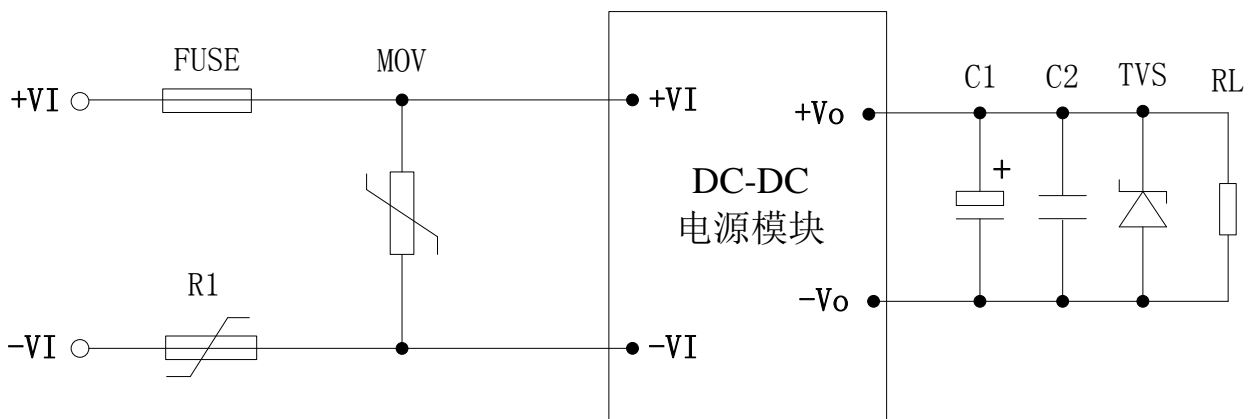 FUSE
MOV
+VI
+VI
R1
-VI
-VI
DC-DC
电源模块
+Vo
-Vo
C1
C2
TVS
RL
+